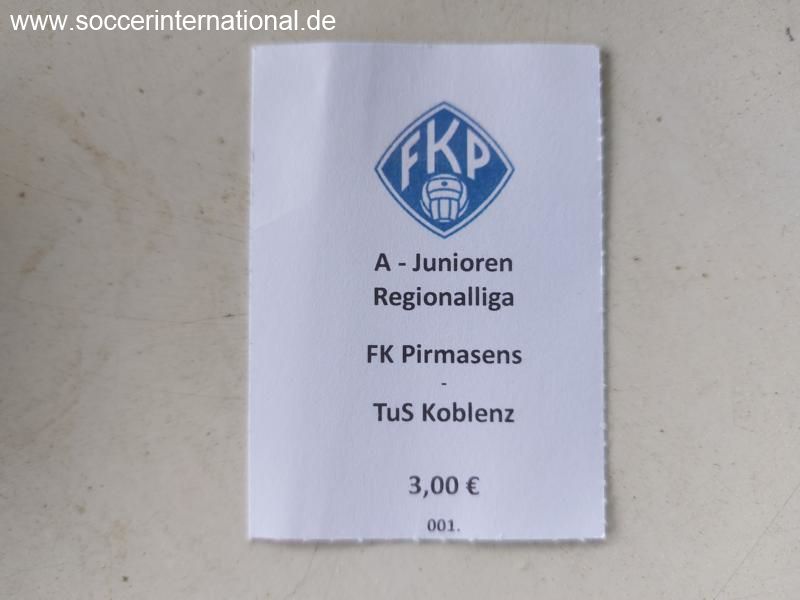 www.soccerinternational.de
FKP
A - Junioren
Regionalliga
FK Pirmasens
-
TuS Koblenz
3,00 €
001.